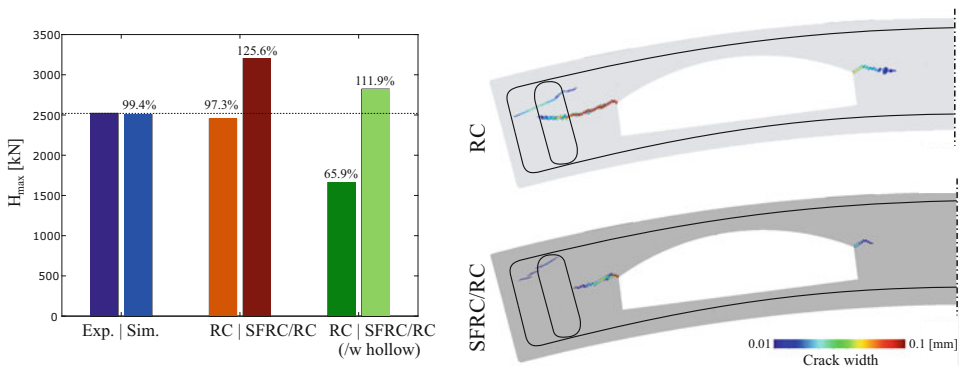 H_max [kN]
3500
3000
2500
2000
1500
1000
500
0
99.4%
97.3%
125.6%
65.9%
111.9%
Exp. | Sim.
RC | SFRC/RC
RC | SFRC/RC
(/w hollow)
RC
SFRC/RC
0.01
0.1 [mm]
Crack width